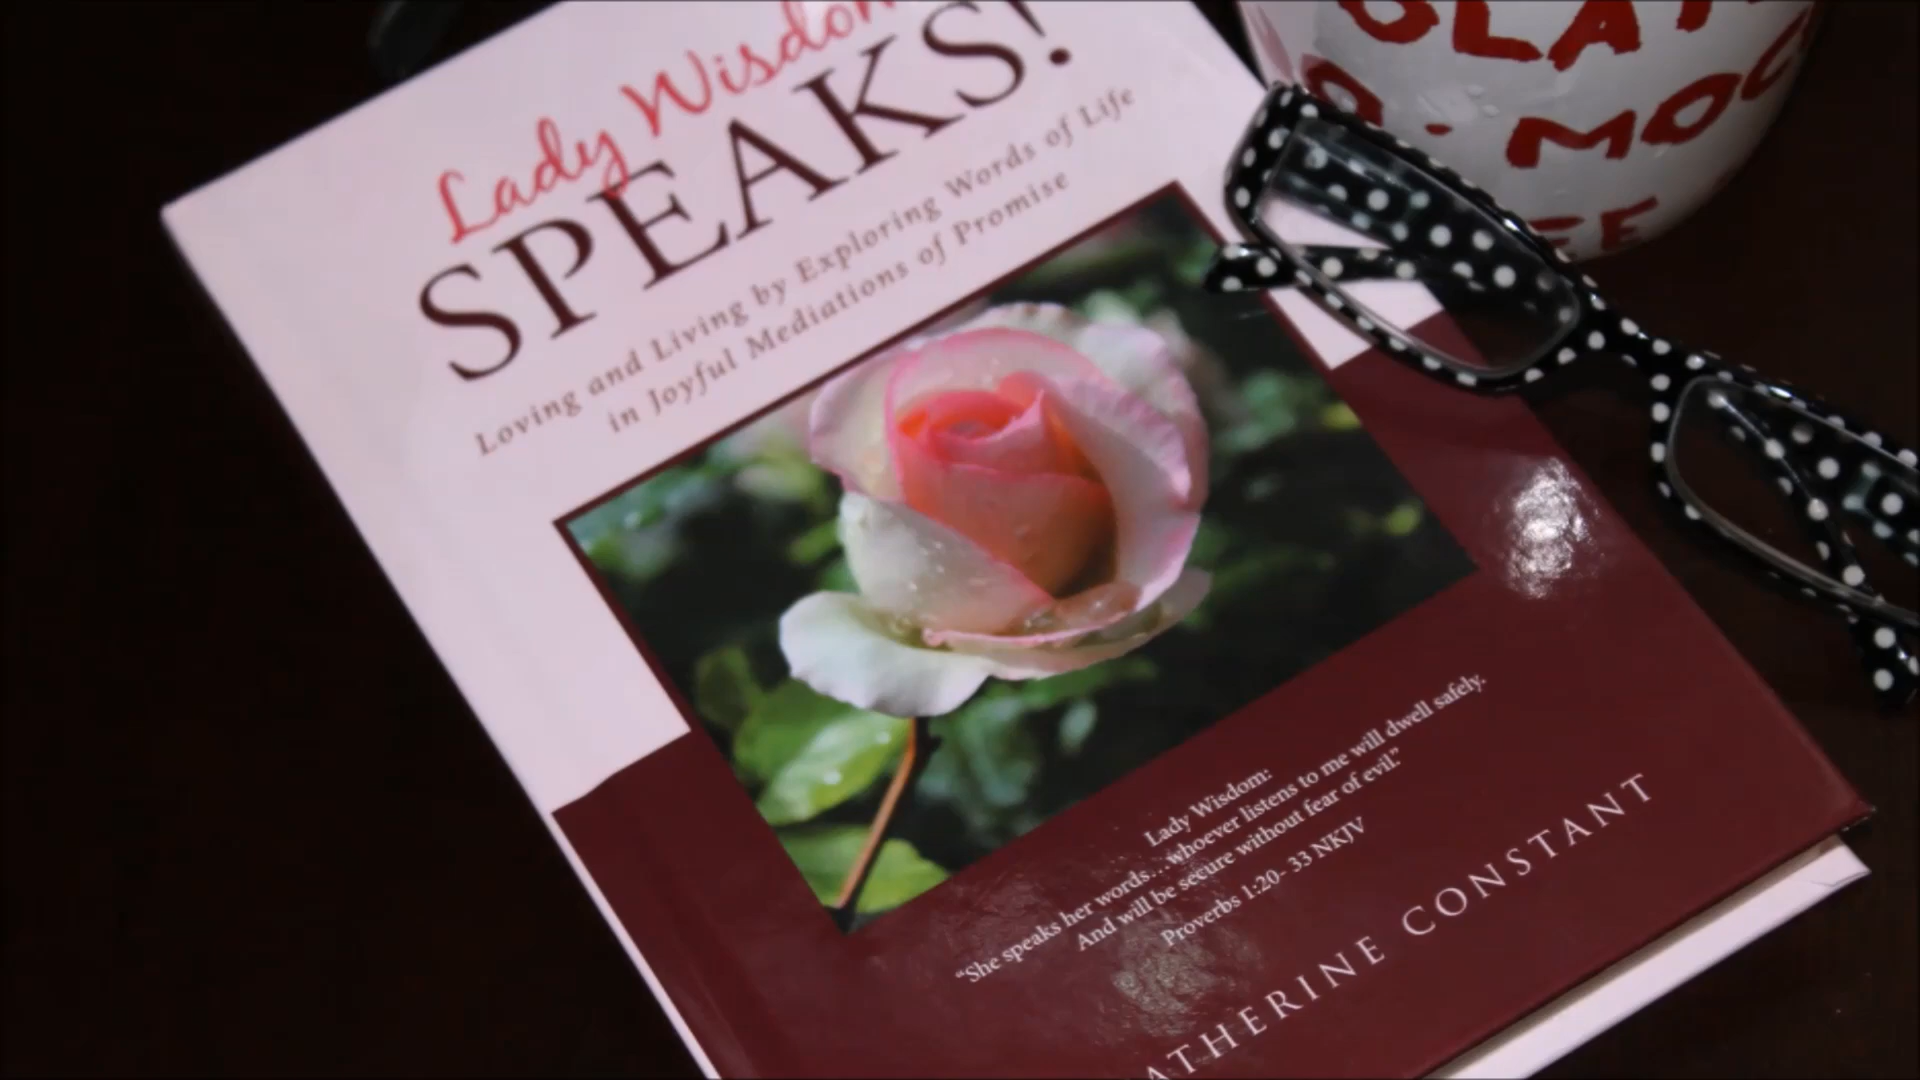 Lady Wisdom
SPEAKS!
Loving and Living by Exploring Words of Life
in Joyful Mediations of Promise
Lady Wisdom:
“She speaks her words…whoever listens to me will dwell safely.
And will be secure without fear of evil.”
Proverbs 1:20- 33 NKJV
ATHERINE CONSTANT